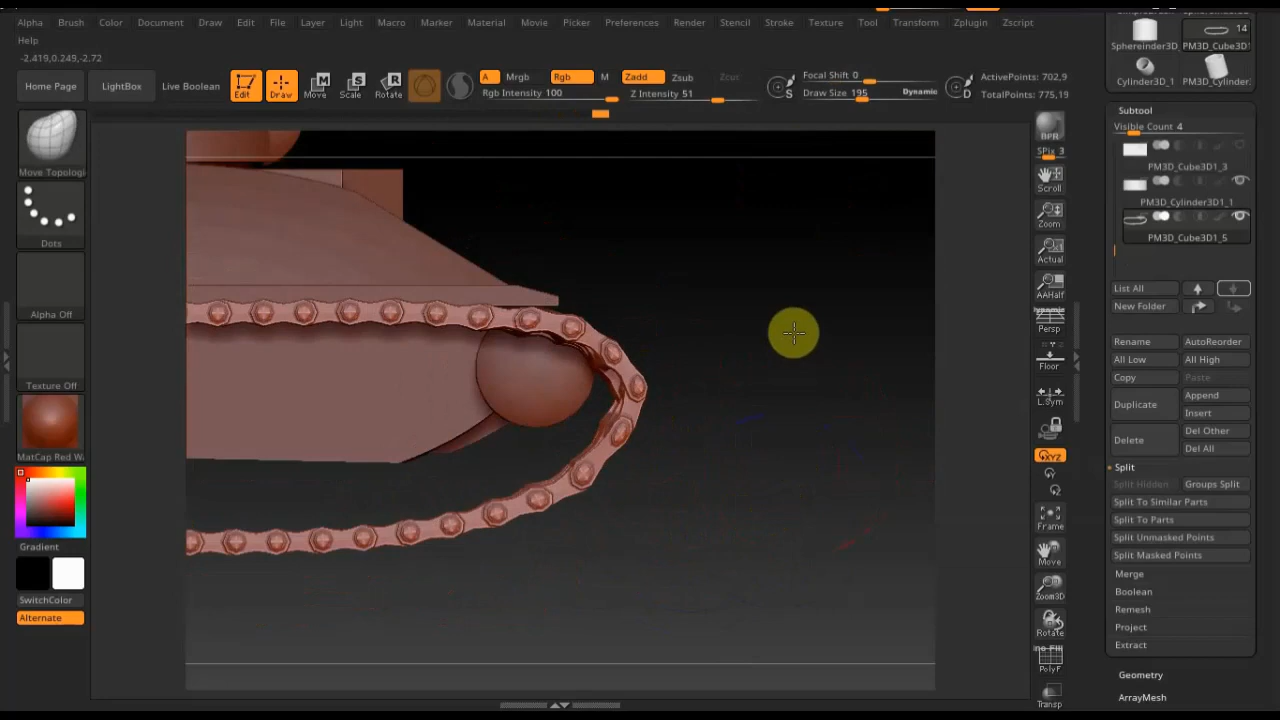 Alpha Brush Color Document Draw Edit File Layer Light Macro Marker Material Movie Picker Preferences Render Stencil Stroke Texture Tool Transform Zplugin Zscript
Help
-2.419,0.249,-2.72
Home Page LightBox Live Boolean Edit Draw Move Scale Rotate
A Mrgb Rgb M Zadd Zsub Zcut
Rgb Intensity 100 Z Intensity 51
S Focal Shift 0
Draw Size 195 Dynamic D
ActivePoints: 702,9
TotalPoints: 775,19
Move Topologi
Dots
Alpha Off
Texture Off
MatCap Red Wa
Gradient
SwitchColor
Alternate
BPR
SPix 3
Scroll
Zoom
Actual
AAHalf
Dynamic
Persp
Floor
L.Sym
XYZ
Frame
Move
Zoom3D
Rotate
PolyF
Transp
14
Sphereinder3D PM3D_Cube3D1
Cylinder3D_1 PM3D_Cylinder
Subtool
Visible Count 4
PM3D_Cube3D1_3
PM3D_Cylinder3D1_1
PM3D_Cube3D1_5
List All
New Folder
Rename AutoReorder
All Low All High
Copy Paste
Duplicate Append
Insert
Delete Del Other
Del All
Split
Split Hidden Groups Split
Split To Similar Parts
Split To Parts
Split Unmasked Points
Split Masked Points
Merge
Boolean
Remesh
Project
Extract
Geometry
ArrayMesh